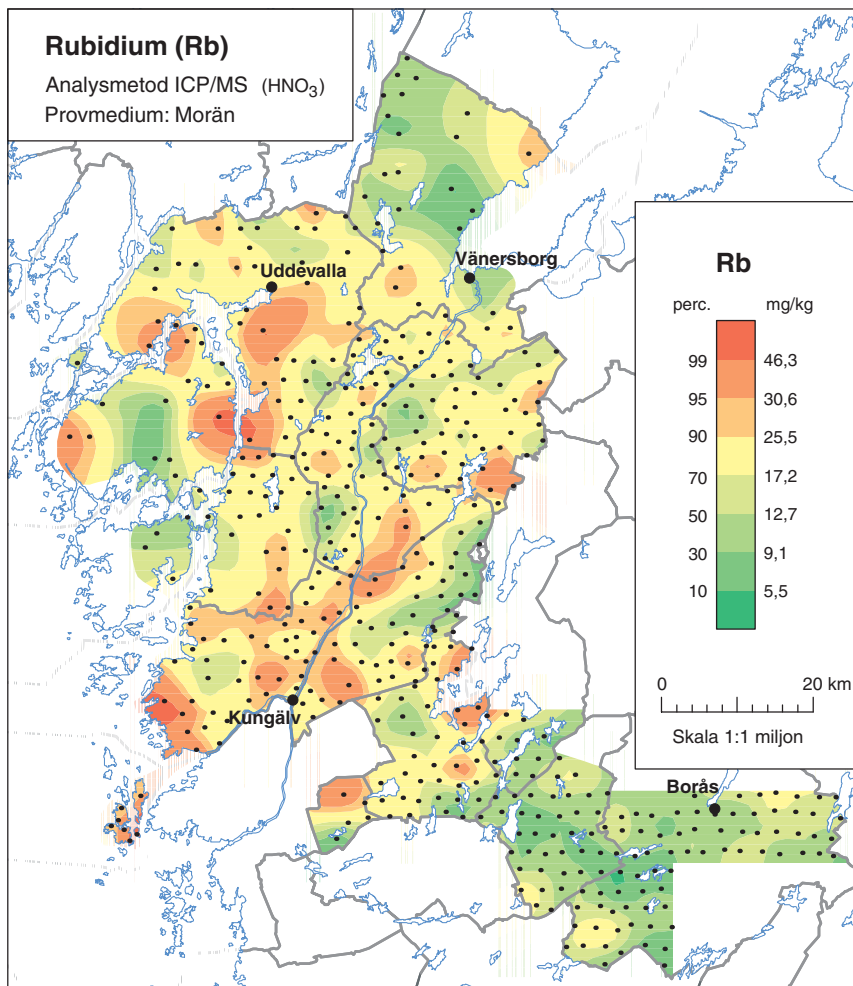 Rubidium (Rb)
Analysmetod ICP/MS (HNO3)
Provmedium: Morän
Uddevalla
Vänersborg
Kungälv
Borås
Rb
perc. mg/kg
99 46,3
95 30,6
90 25,5
70 17,2
50 12,7
30 9,1
10 5,5
0 20 km
Skala 1:1 miljon